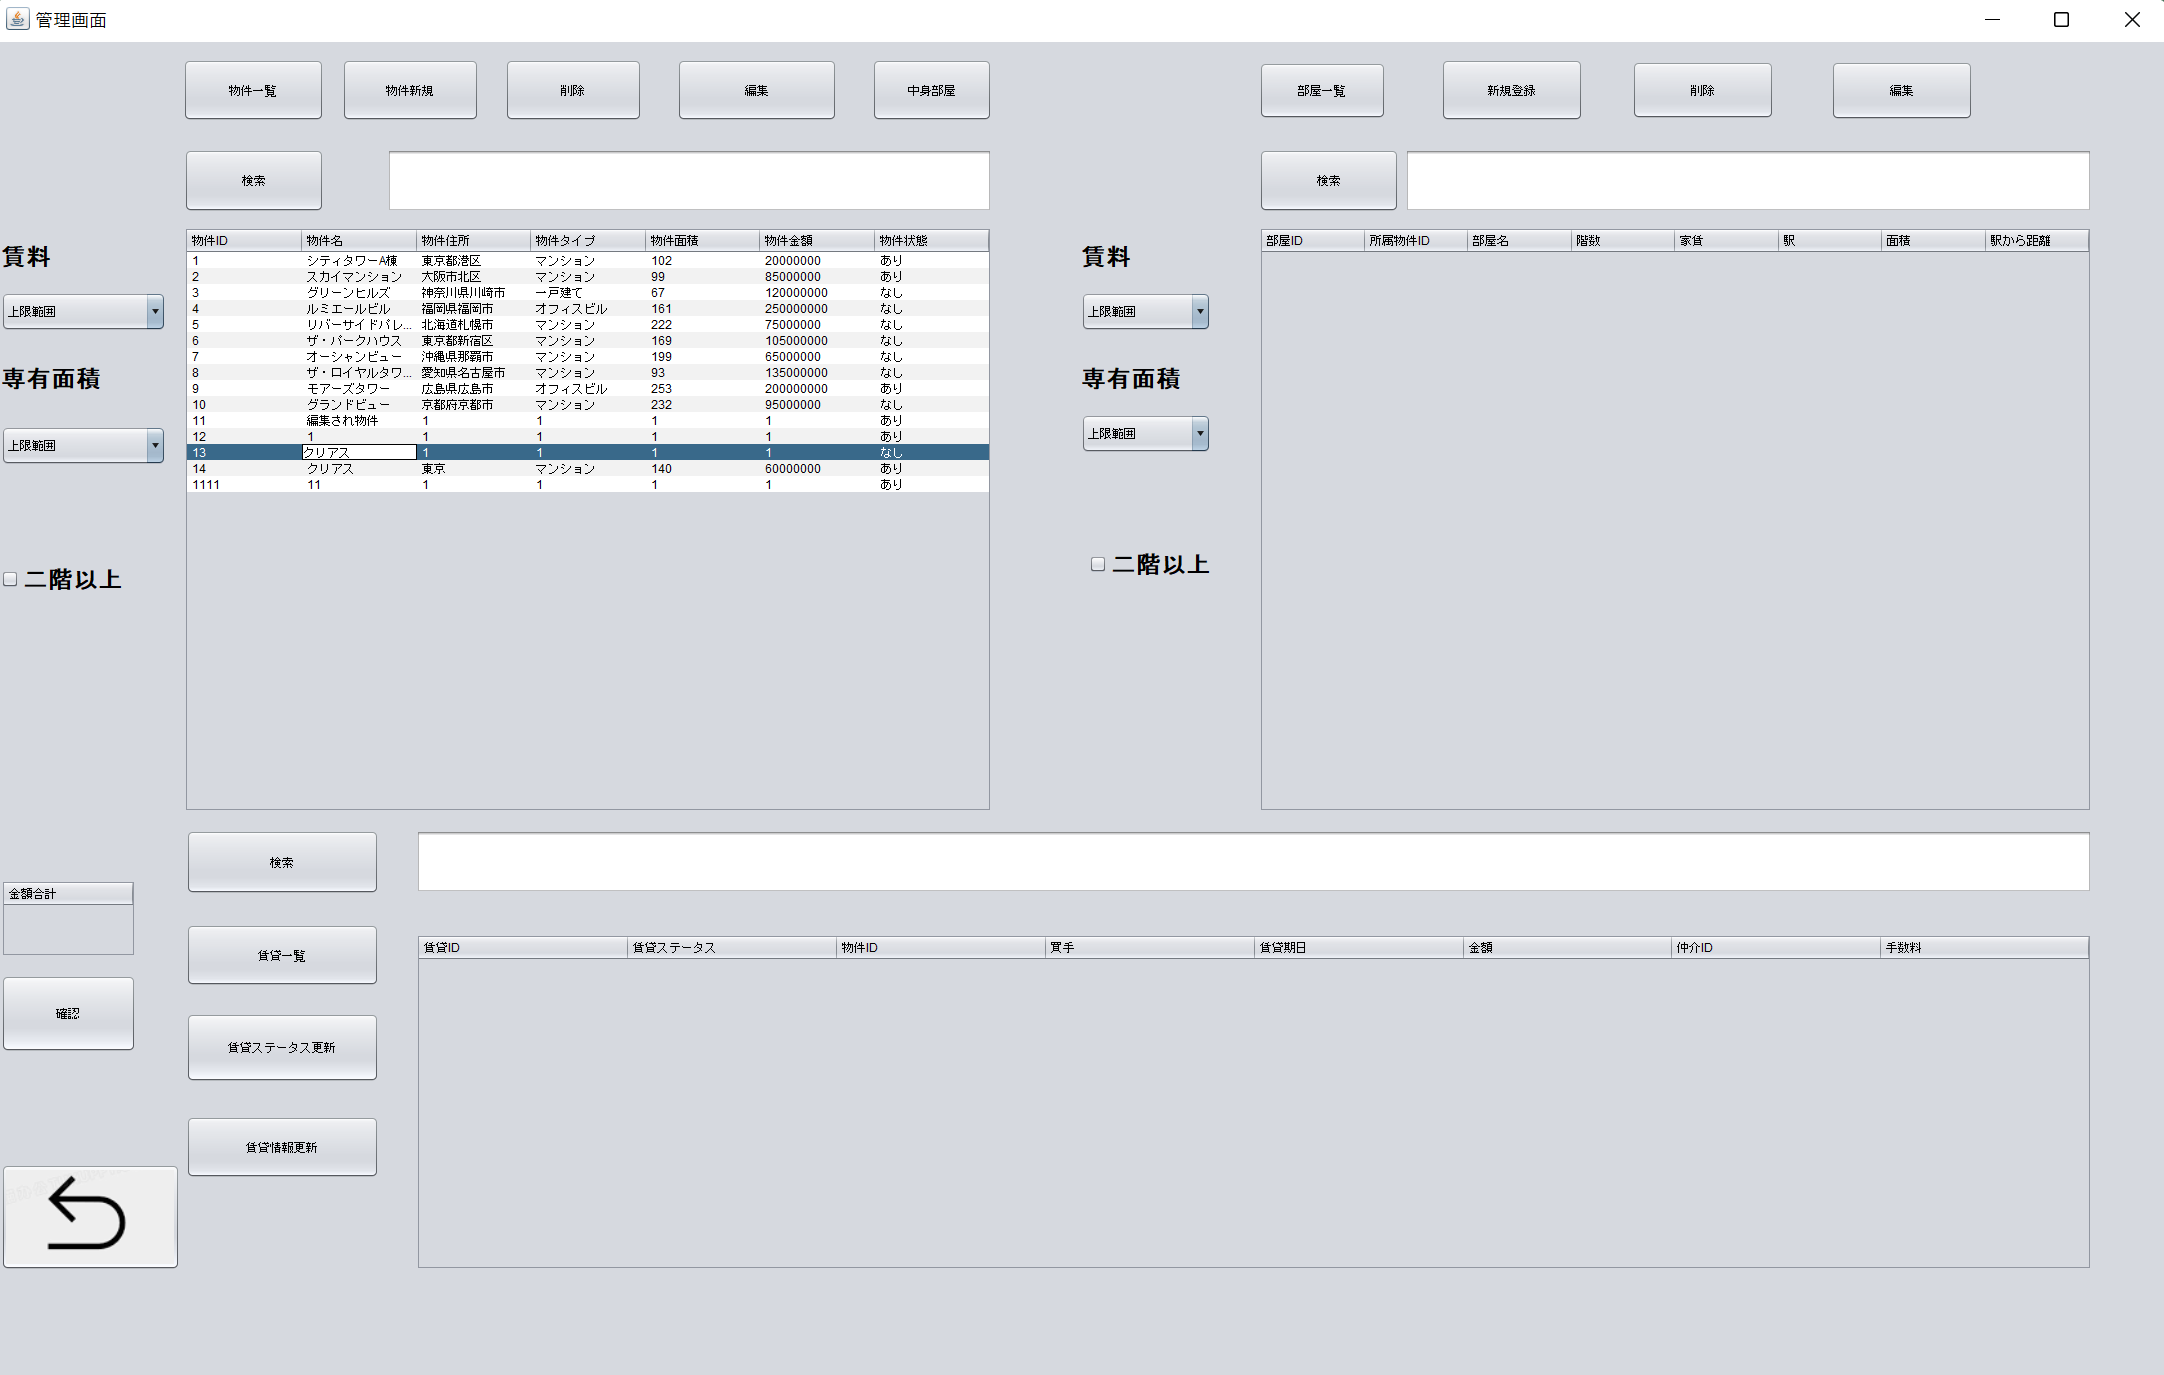 管理画面
物件一覧 物件新規 削除 編集 中身部屋 部屋一覧 新規登録 削除 編集
検索 検索
賃料
上限範囲
専有面積
上限範囲
二階以上
物件ID 物件名 物件住所 物件タイプ 物件面積 物件金額 物件状態
1 シティタワーA棟 東京都港区 マンション 102 20000000 あり
2 スカイマンション 大阪市北区 マンション 99 85000000 あり
3 グリーンヒルズ 神奈川県川崎市 一戸建て 67 120000000 なし
4 ルミエールビル 福岡県福岡市 オフィスビル 161 250000000 なし
5 リバーサイドパレ... 北海道札幌市 マンション 222 75000000 なし
6 ザ・パークハウス 東京都新宿区 マンション 169 105000000 なし
7 オーシャンビュー 沖縄県那覇市 マンション 199 65000000 なし
8 ザ・ロイヤルタワ... 愛知県名古屋市 マンション 93 135000000 なし
9 モアーズタワー 広島県広島市 オフィスビル 253 200000000 あり
10 グランドビュー 京都府京都市 マンション 232 95000000 なし
11 編集され物件 1 1 1 1 あり
12 1 1 1 1 1 あり
13 クリアス 1 1 1 1 なし
14 クリアス 東京 マンション 140 60000000 あり
1111 11 1 1 1 1 あり
賃料
上限範囲
専有面積
上限範囲
二階以上
部屋ID 所属物件ID 部屋名 階数 家賃 駅 面積 駅から距離
検索
金額合計
確認
賃貸一覧
賃貸ステータス更新
賃貸情報更新
賃貸ID 賃貸ステータス 物件ID 買手 賃貸期日 金額 仲介ID 手数料